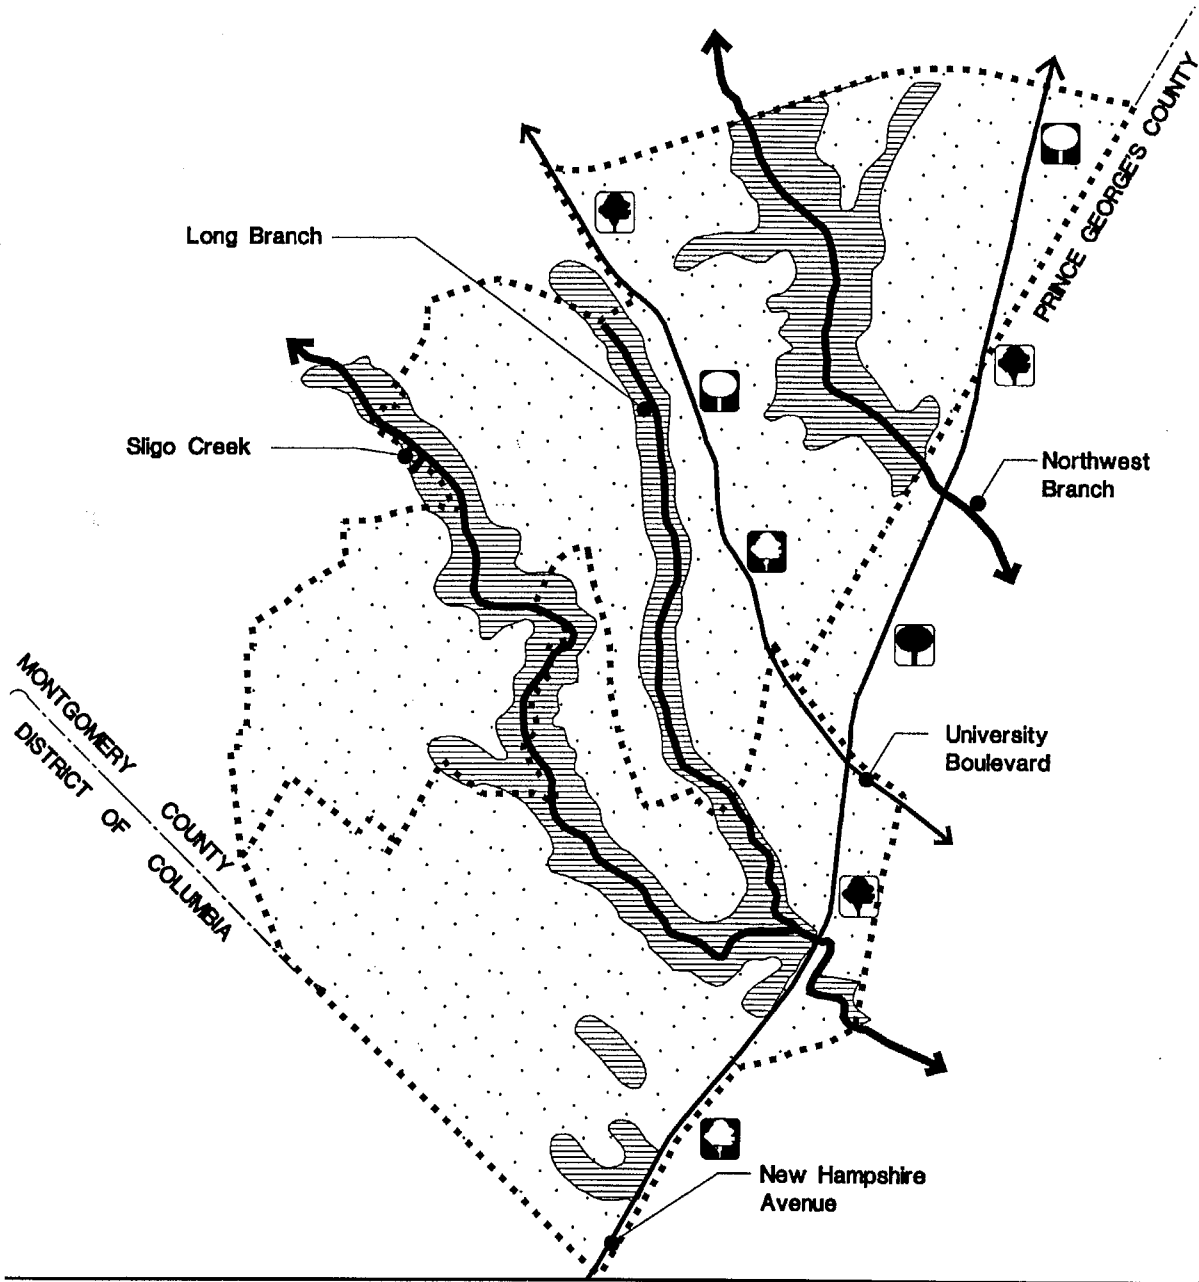 PRINCE GEORGE'S COUNTY
Long Branch
Sligo Creek
Northwest
Branch
MONTGOMERY COUNTY
DISTRICT OF COLUMBIA
University
Boulevard
New Hampshire
Avenue